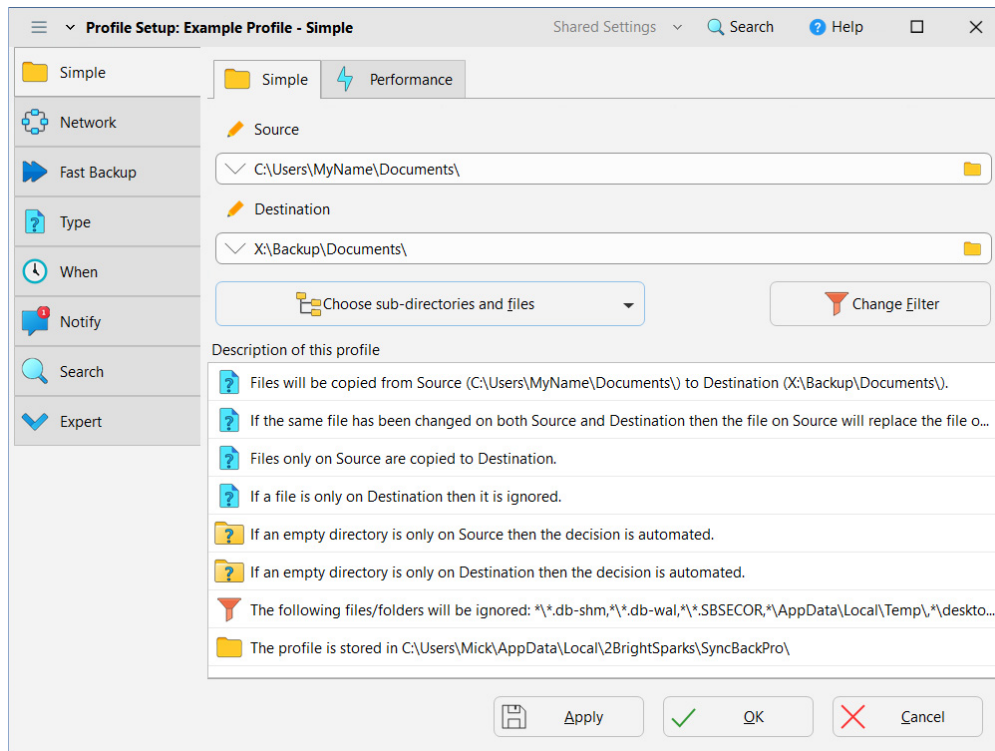 Profile Setup: Example Profile - Simple Shared Settings Search Help
Simple
Network
Fast Backup
Type
When
Notify
1
Search
Expert
Simple Performance
Source
C:\Users\MyName\Documents\
Destination
X:\Backup\Documents\
Choose sub-directories and files Change Filter
Description of this profile
Files will be copied from Source (C:\Users\MyName\Documents\) to Destination (X:\Backup\Documents\).
If the same file has been changed on both Source and Destination then the file on Source will replace the file o...
Files only on Source are copied to Destination.
If a file is only on Destination then it is ignored.
If an empty directory is only on Source then the decision is automated.
If an empty directory is only on Destination then the decision is automated.
The following files/folders will be ignored: *\*.db-shm,*\*.db-wal,*\*.SBSECOR,*\AppData\Local\Temp\,*\deskto...
The profile is stored in C:\Users\Mick\AppData\Local\2BrightSparks\SyncBackPro\
Apply OK Cancel